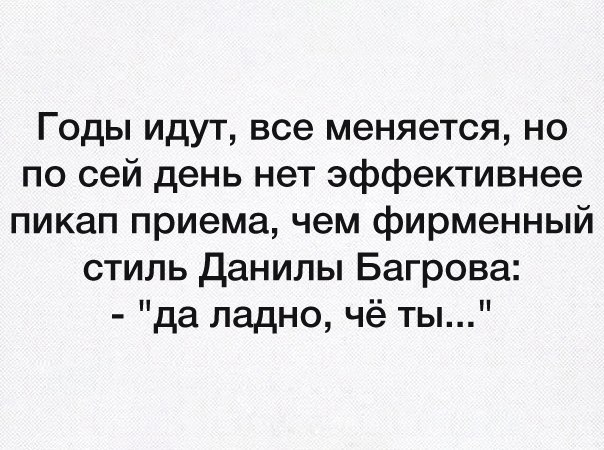 Годы идут, все меняется, но
по сей день нет эффективнее
пикап приема, чем фирменный
стиль Данилы Багрова:
- "да ладно, чё ты..."